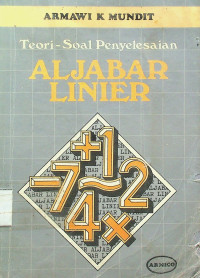 ARMAWI K MUNDIT
Teori-Soal Penyelesaian
ALJABAR
LINIER
+1
-7~2
4×
ARMICO